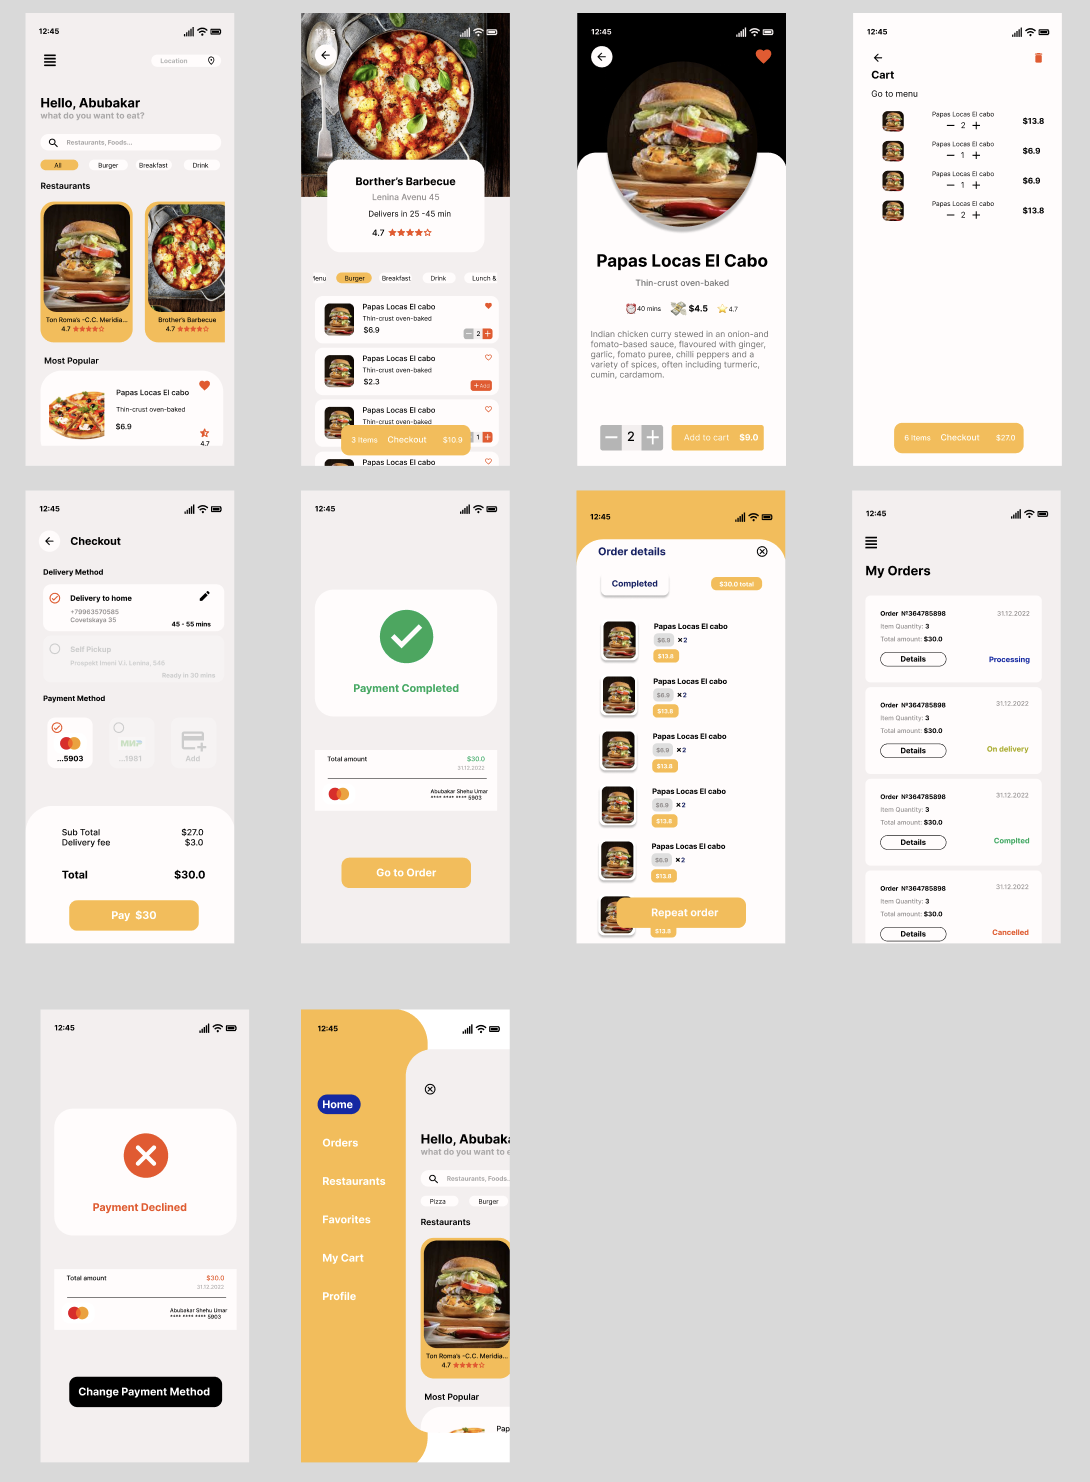 12:45
Location
Hello, Abubakar
what do you want to eat?
Restaurants, Foods...
All Burger Breakfast Drink
Restaurants
Ton Roma's -C.C. Meridia... Brother's Barbecue
4.7 4.7
Most Popular
Papas Locas El cabo
Thin-crust oven-baked
$6.9
4.7
12:45
Borther's Barbecue
Lenina Avenu 45
Delivers in 25 -45 min
4.7
Menu Burger Breakfast Drink Lunch &
Papas Locas El cabo
Thin-crust oven-baked
$6.9
2
Papas Locas El cabo
Thin-crust oven-baked
$2.3
+Add
Papas Locas El cabo
Thin-crust oven-baked
1
3 Items Checkout $10.9
Papas Locas El cabo
12:45
Papas Locas El Cabo
Thin-crust oven-baked
40 mins $4.5 4.7
Indian chicken curry stewed in an onion-and
fomato-based sauce, flavoured with ginger,
garlic, fomato puree, chilli peppers and a
variety of spices, often including turmeric,
cumin, cardamom.
2
Add to cart $9.0
12:45
Cart
Go to menu
Papas Locas El cabo
2
$13.8
Papas Locas El cabo
1
$6.9
Papas Locas El cabo
1
$6.9
Papas Locas El cabo
2
$13.8
6 Items Checkout $27.0
12:45
Checkout
Delivery Method
Delivery to home
+79963570585
Covetskaya 35
45 - 55 mins
Self Pickup
Prospekt Imeni V.I. Lenina, 545
Ready in 30 mins
Payment Method
...5903
МИР
...1981
Add
Sub Total $27.0
Delivery fee $3.0
Total $30.0
Pay $30
12:45
Payment Completed
Total amount $30.0
31.12.2022
Abubakar Shehu Umar
**** **** **** 5903
Go to Order
12:45
Order details
Completed $30.0 total
Papas Locas El cabo
$6.9 ×2
$13.8
Papas Locas El cabo
$6.9 ×2
$13.8
Papas Locas El cabo
$6.9 ×2
$13.8
Papas Locas El cabo
$6.9 ×2
$13.8
Papas Locas El cabo
$6.9 ×2
$13.8
Repeat order
$13.8
12:45
My Orders
Order №364785898 31.12.2022
Item Quantity: 3
Total amount: $30.0
Details Processing
Order №364785898 31.12.2022
Item Quantity: 3
Total amount: $30.0
Details On delivery
Order №364785898 31.12.2022
Item Quantity: 3
Total amount: $30.0
Details Complted
Order №364785898 31.12.2022
Item Quantity: 3
Total amount: $30.0
Details Cancelled
12:45
Payment Declined
Total amount $30.0
31.12.2022
Abubakar Shehu Umar
**** **** **** 5903
Change Payment Method
12:45
Home
Orders
Restaurants
Favorites
My Cart
Profile
Hello, Abubaka
what do you want to e
Restaurants, Foods..
Pizza Burger
Restaurants
Ton Roma's -C.C. Meridia...
4.7
Most Popular
Pap